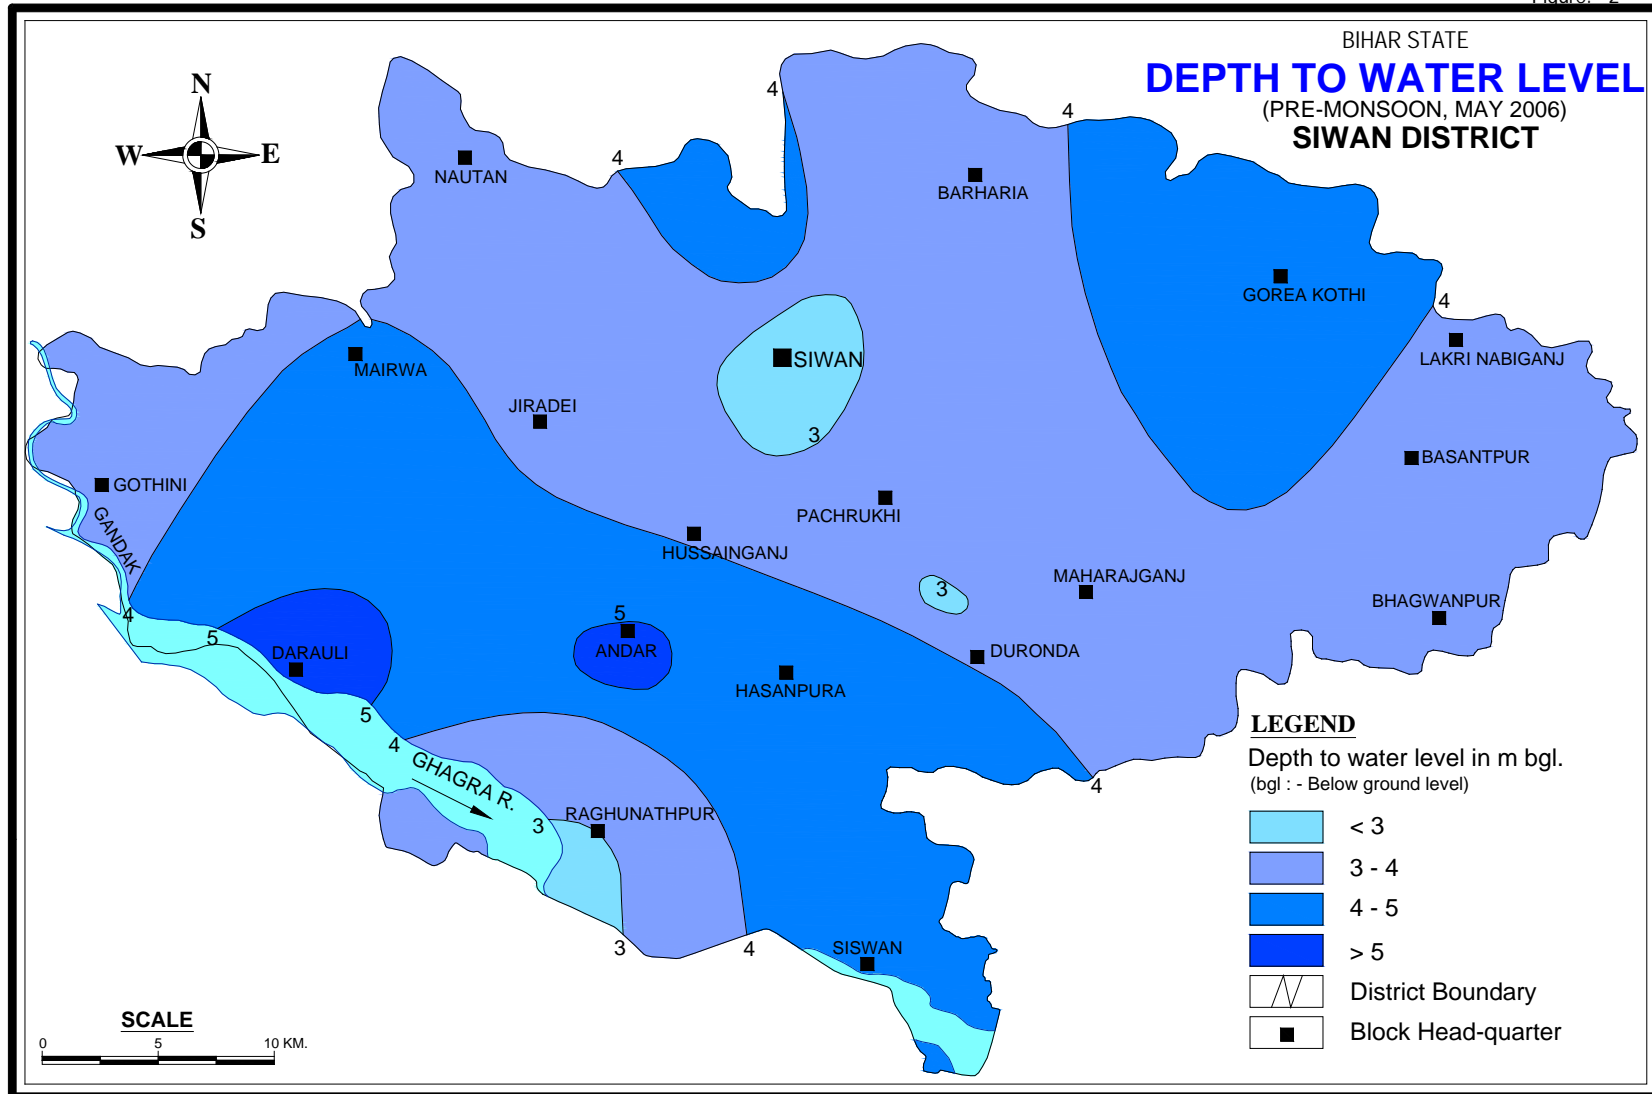 Figure: - 2
BIHAR STATE
DEPTH TO WATER LEVEL
(PRE-MONSOON, MAY 2006)
SIWAN DISTRICT
N
W E
S
4
4
4
4
NAUTAN
BARHARIA
GOREA KOTHI
LAKRI NABIGANJ
MAIRWA
SIWAN
JIRADEI
3
BASANTPUR
GOTHINI
PACHRUKHI
GANDAK
HUSSAINGANJ
MAHARAJGANJ
3
BHAGWANPUR
4
5
5
DARAULI
ANDAR
DURONDA
HASANPURA
5
4
GHAGRA R.
4
3
RAGHUNATHPUR
3
4
SISWAN
LEGEND
Depth to water level in m bgl.
(bgl : - Below ground level)
< 3
3 - 4
4 - 5
> 5
District Boundary
Block Head-quarter
SCALE
0 5 10 KM.